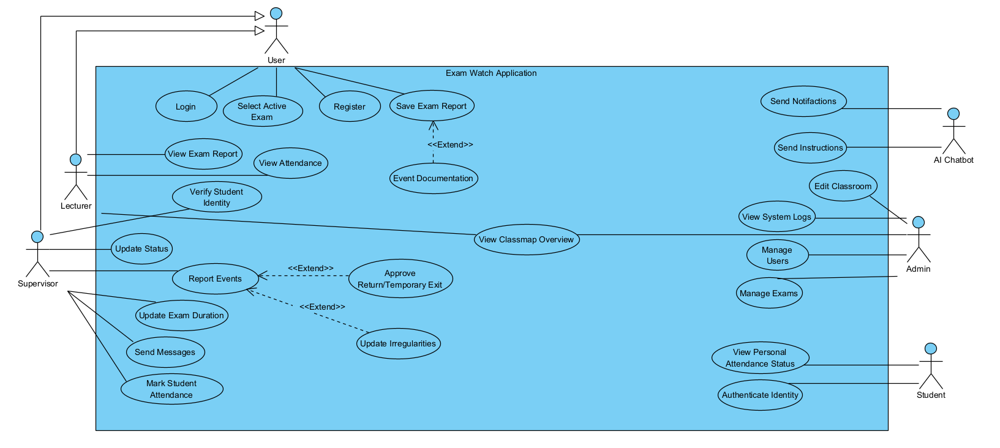 User
Exam Watch Application
Login
Select Active
Exam
Register
Save Exam Report
Send Notifactions
<<Extend>>
Send Instructions
AI Chatbot
View Exam Report
View Attendance
Event Documentation
Lecturer
Verify Student
Identity
Edit Classroom
View System Logs
View Classmap Overview
Update Status
Manage
Users
Admin
Supervisor
Report Events
<<Extend>>
Approve
Return/Temporary Exit
Manage Exams
<<Extend>>
Update Exam Duration
Update Irregularities
Send Messages
View Personal
Attendance Status
Mark Student
Attendance
Authenticate Identity
Student